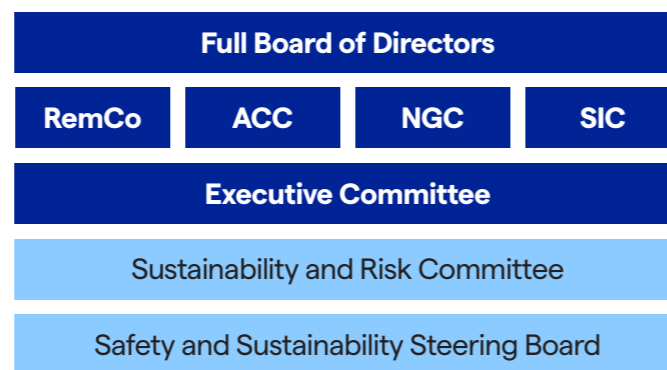 Full Board of Directors
RemCo ACC NGC SIC
Executive Committee
Sustainability and Risk Committee
Safety and Sustainability Steering Board